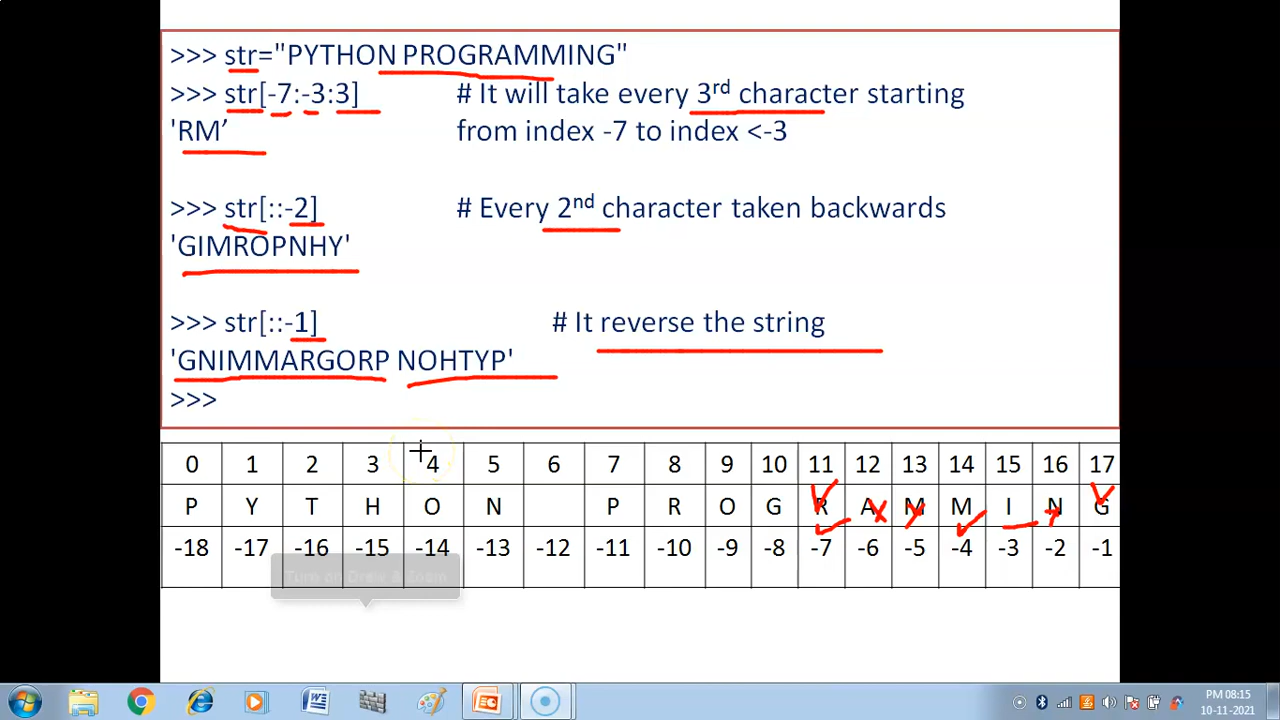 >>> str="PYTHON PROGRAMMING"
>>> str[-7:-3:3] # It will take every 3rd character starting
'RM’ from index -7 to index <-3
>>> str[::-2] # Every 2nd character taken backwards
'GIMROPNHY'
>>> str[::-1] # It reverse the string
'GNIMMARGORP NOHTYP'
>>>
0 1 2 3 4 5 6 7 8 9 10 11 12 13 14 15 16 17
P Y T H O N P R O G R A M M I N G
-18 -17 -16 -15 -14 -13 -12 -11 -10 -9 -8 -7 -6 -5 -4 -3 -2 -1
PM 08:15
10-11-2021